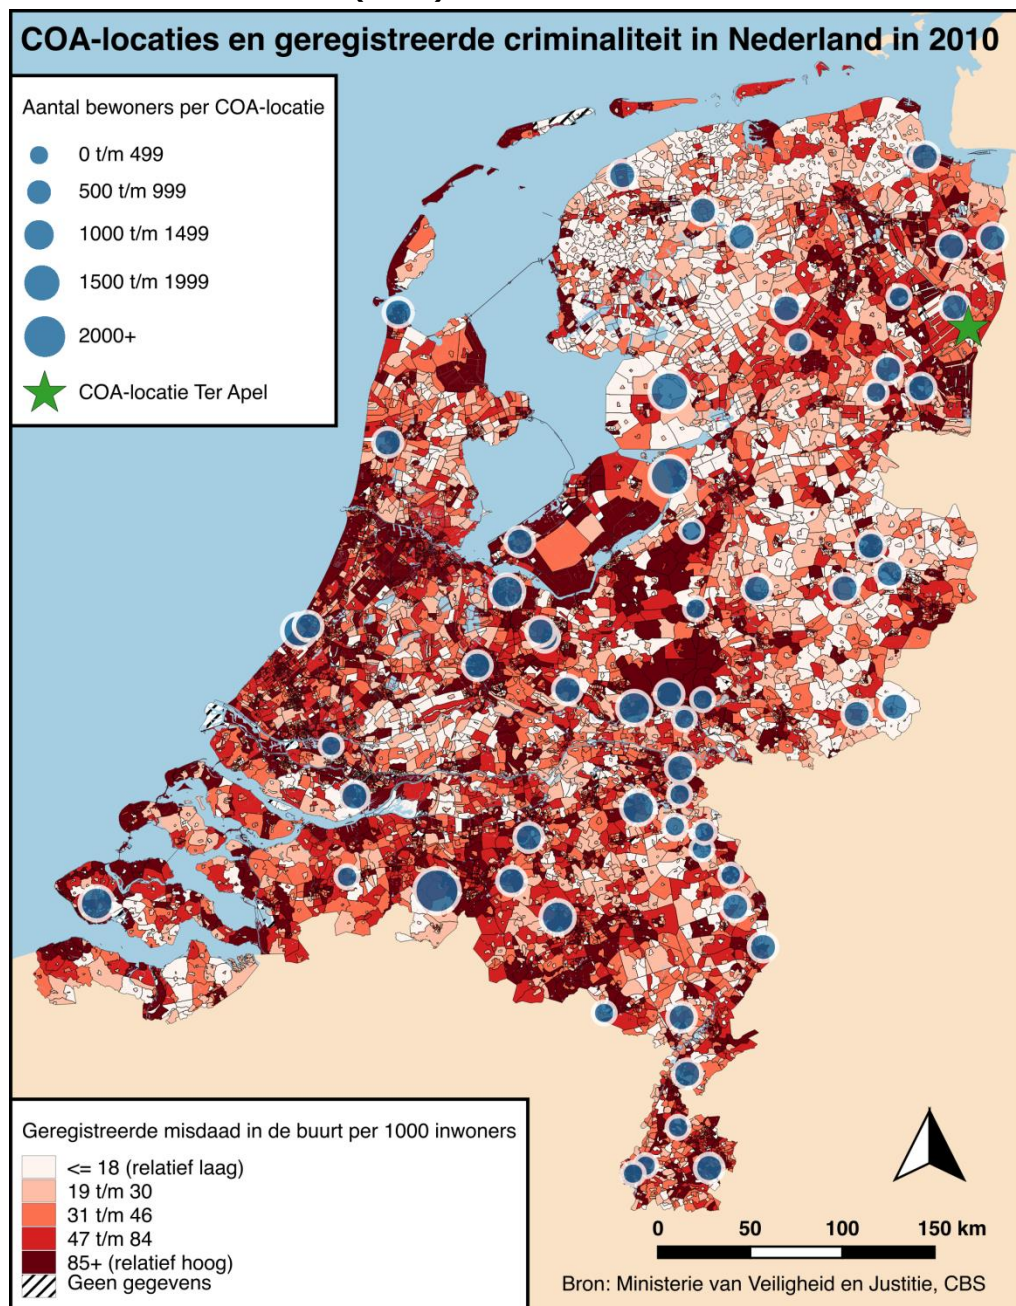 COA-locaties en geregistreerde criminaliteit in Nederland in 2010
Aantal bewoners per COA-locatie
0 t/m 499
500 t/m 999
1000 t/m 1499
1500 t/m 1999
2000+
COA-locatie Ter Apel
Geregistreerde misdaad in de buurt per 1000 inwoners
<= 18 (relatief laag)
19 t/m 30
31 t/m 46
47 t/m 84
85+ (relatief hoog)
Geen gegevens
0 50 100 150 km
Bron: Ministerie van Veiligheid en Justitie, CBS